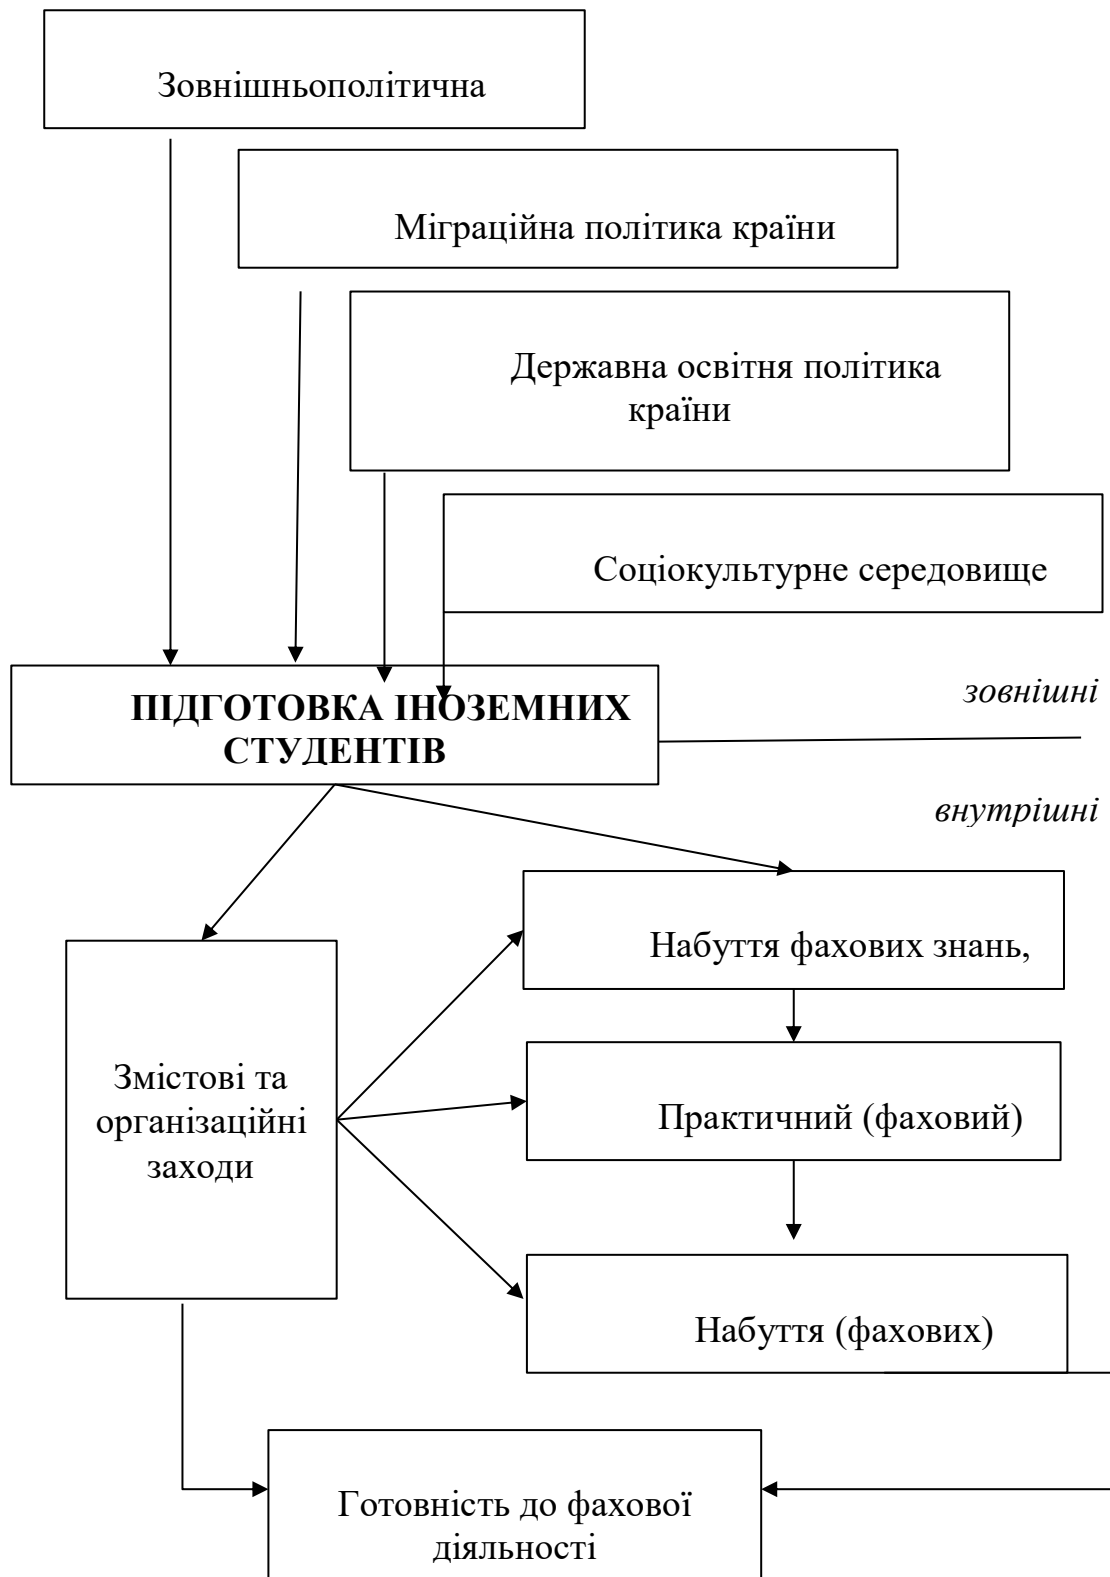 Зовнішньополітична
Міграційна політика країни
Державна освітня політика
країни
Соціокультурне середовище
зовнішні
ПІДГОТОВКА ІНОЗЕМНИХ
СТУДЕНТІВ
внутрішні
Набуття фахових знань,
Змістові та
організаційні
заходи
Практичний (фаховий)
Набуття (фахових)
Готовність до фахової
діяльності